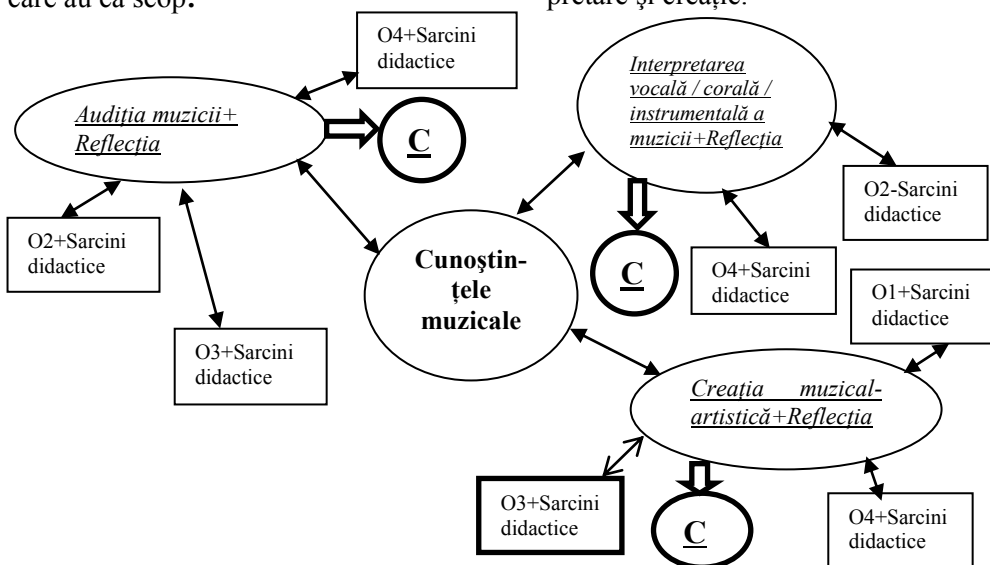 care au ca scop:
pretare şi creaţie.
O4+Sarcini
didactice
Audiţia muzicii+
Reflecţia
C
O2+Sarcini
didactice
O3+Sarcini
didactice
Cunoştin-
ţele
muzicale
Interpretarea
vocală / corală /
instrumentală a
muzicii+Reflecţia
C
O2-Sarcini
didactice
O4+Sarcini
didactice
O1+Sarcini
didactice
Creaţia muzical-
artistică+Reflecţia
O3+Sarcini
didactice
C
O4+Sarcini
didactice